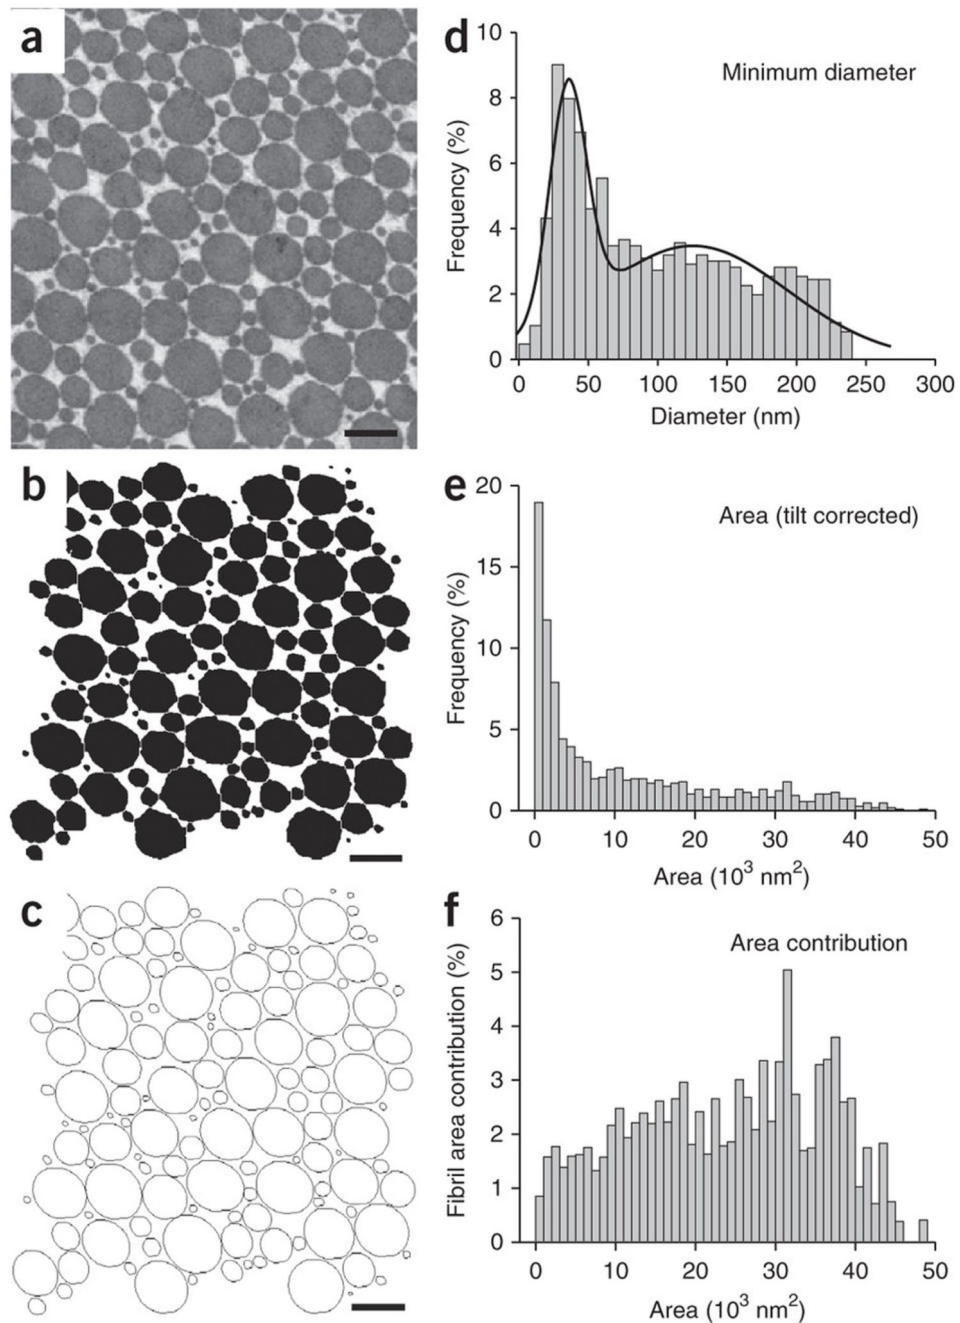 a
b
c
d
Minimum diameter
Frequency (%)
10
8
6
4
2
0
0 50 100 150 200 250 300
Diameter (nm)
e
Area (tilt corrected)
Frequency (%)
20
15
10
5
0
0 10 20 30 40 50
Area (10³ nm²)
f
Area contribution
Fibril area contribution (%)
6
5
4
3
2
1
0
0 10 20 30 40 50
Area (10³ nm²)